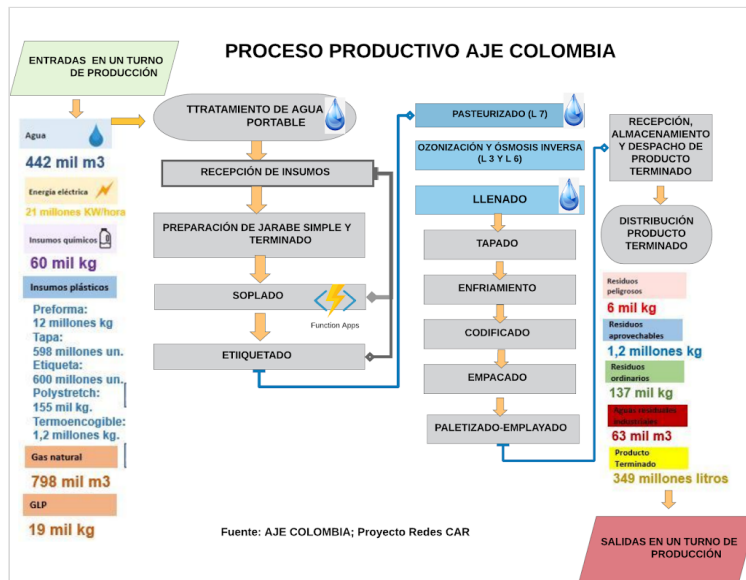 PROCESO PRODUCTIVO AJE COLOMBIA
ENTRADAS EN UN TURNO
DE PRODUCCIÓN
Agua
442 mil m3
Energía eléctrica
21 millones KW/hora
Insumos químicos
60 mil kg
Insumos plásticos
Preforma:
12 millones kg
Tapa:
598 millones un.
Etiqueta:
600 millones un.
Polystretch:
155 mil kg.
Termoencogible:
1,2 millones kg.
Gas natural
798 mil m3
GLP
19 mil kg
TTRATAMIENTO DE AGUA
PORTABLE
RECEPCIÓN DE INSUMOS
PREPARACIÓN DE JARABE SIMPLE Y
TERMINADO
SOPLADO
Function Apps
ETIIQUETADO
PASTEURIZADO (L 7)
OZONIZACIÓN Y ÓSMOSIS INVERSA
(L 3 Y L 6)
LLENADO
TAPADO
ENFRIAMIENTO
CODIFICADO
EMPACADO
PALETIZADO-EMPLAYADO
RECEPCIÓN,
ALMACENAMIENTO
Y DESPACHO DE
PRODUCTO
TERMINADO
DISTRIBUCIÓN
PRODUCTO
TERMINADO
Residuos
peligrosos
6 mil kg
Residuos
aprovechables
1,2 millones kg
Residuos
ordinarios
137 mil kg
Aguas residuales
industriales
63 mil m3
Producto
Terminado
349 millones litros
SALIDAS EN UN TURNO DE
PRODUCCIÓN
Fuente: AJE COLOMBIA; Proyecto Redes CAR